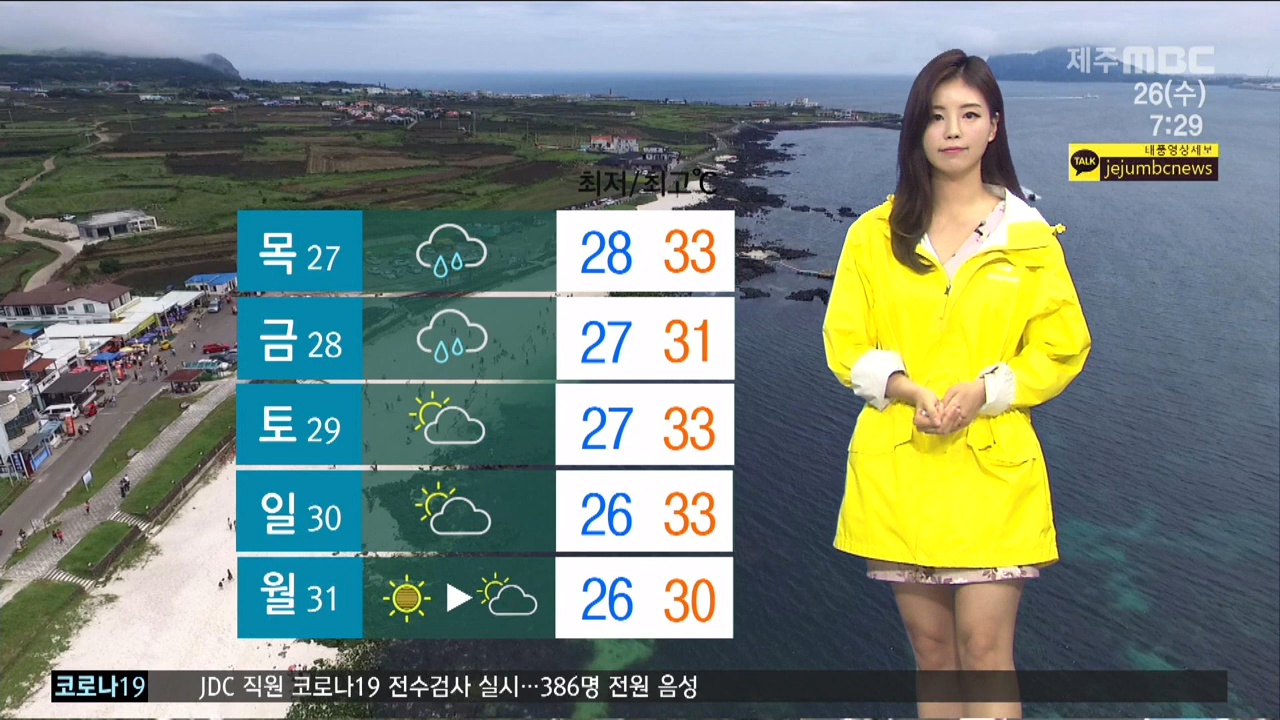 제주MBC
26(수)
7:29
태풍영상제보
TALK jejumbcnews
최저/최고℃
목 27 28 33
금 28 27 31
토 29 27 33
일 30 26 33
월 31 26 30
코로나19 JDC 직원 코로나19 전수검사 실시…386명 전원 음성